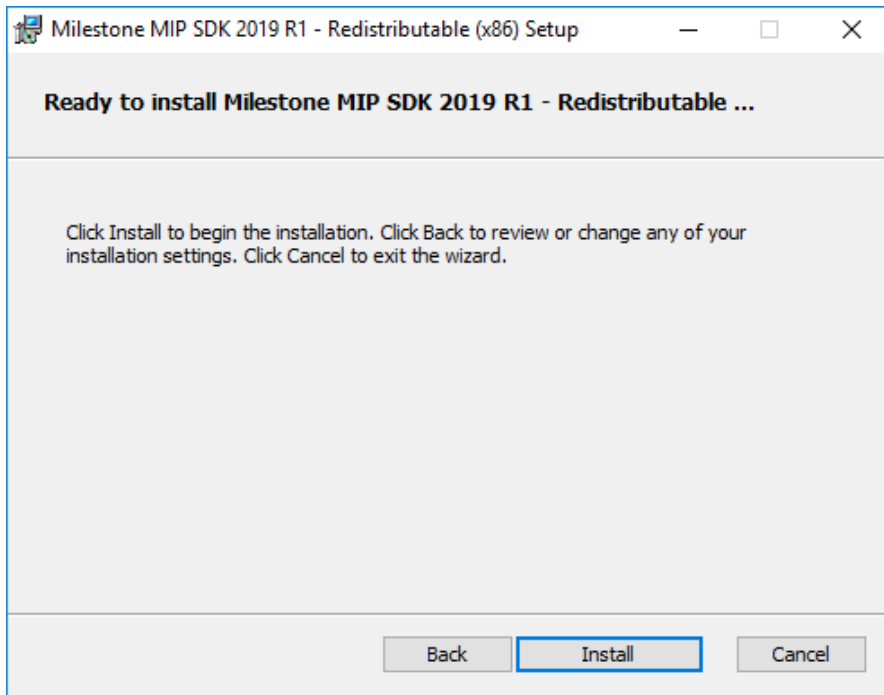 Milestone MIP SDK 2019 R1 - Redistributable (x86) Setup
Ready to install Milestone MIP SDK 2019 R1 - Redistributable ...
Click Install to begin the installation. Click Back to review or change any of your
installation settings. Click Cancel to exit the wizard.
Back Install Cancel